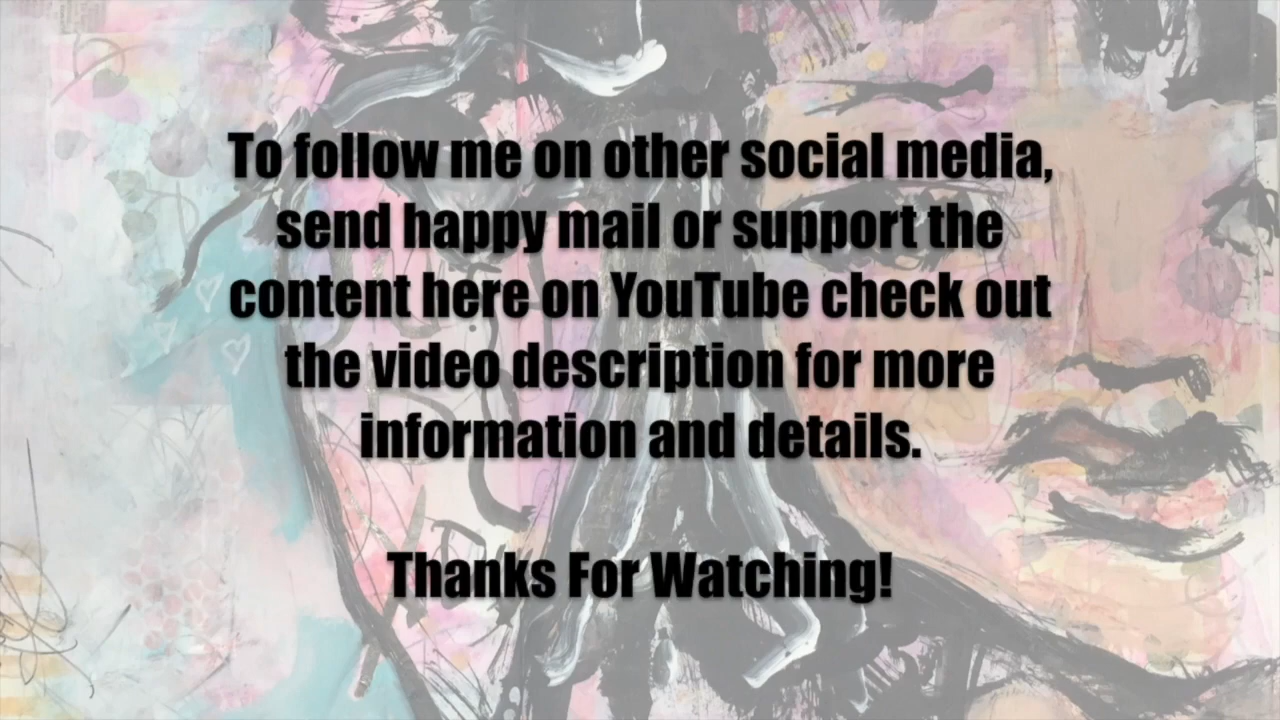 To follow me on other social media,
send happy mail or support the
content here on YouTube check out
the video description for more
information and details.
Thanks For Watching!